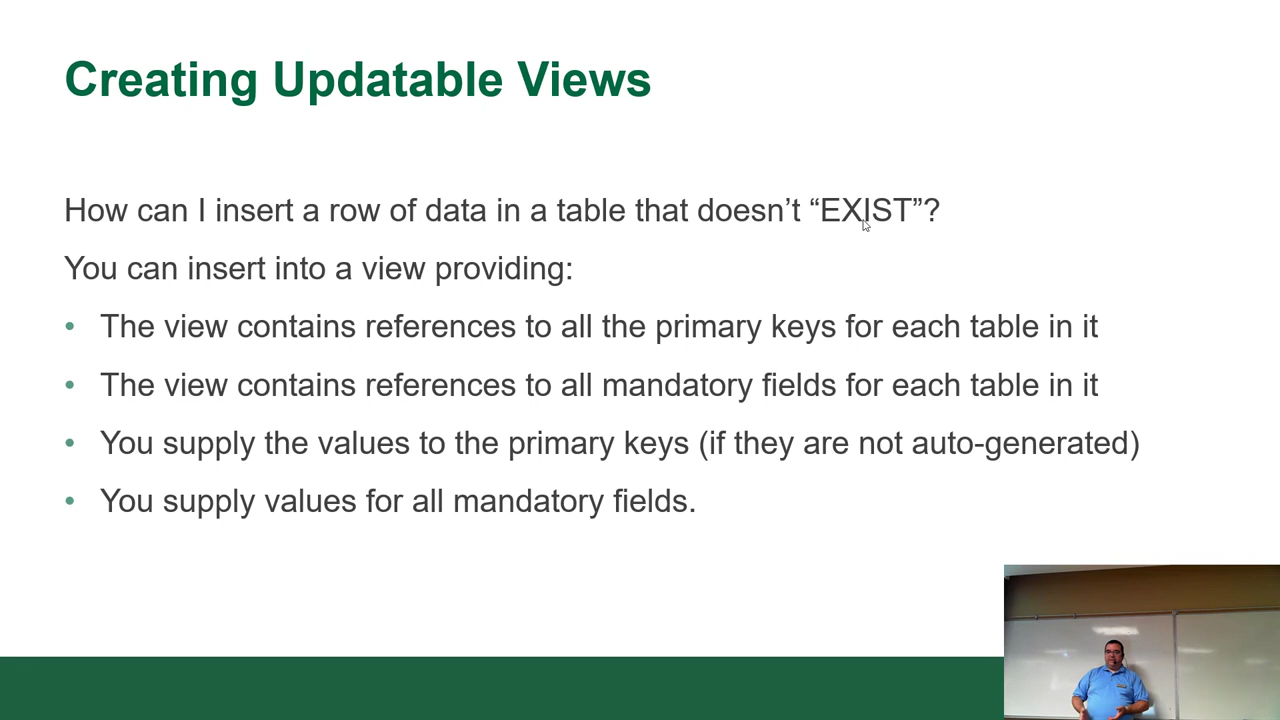 Creating Updatable Views
How can I insert a row of data in a table that doesn’t “EXIST”?
You can insert into a view providing:
• The view contains references to all the primary keys for each table in it
• The view contains references to all mandatory fields for each table in it
• You supply the values to the primary keys (if they are not auto-generated)
• You supply values for all mandatory fields.